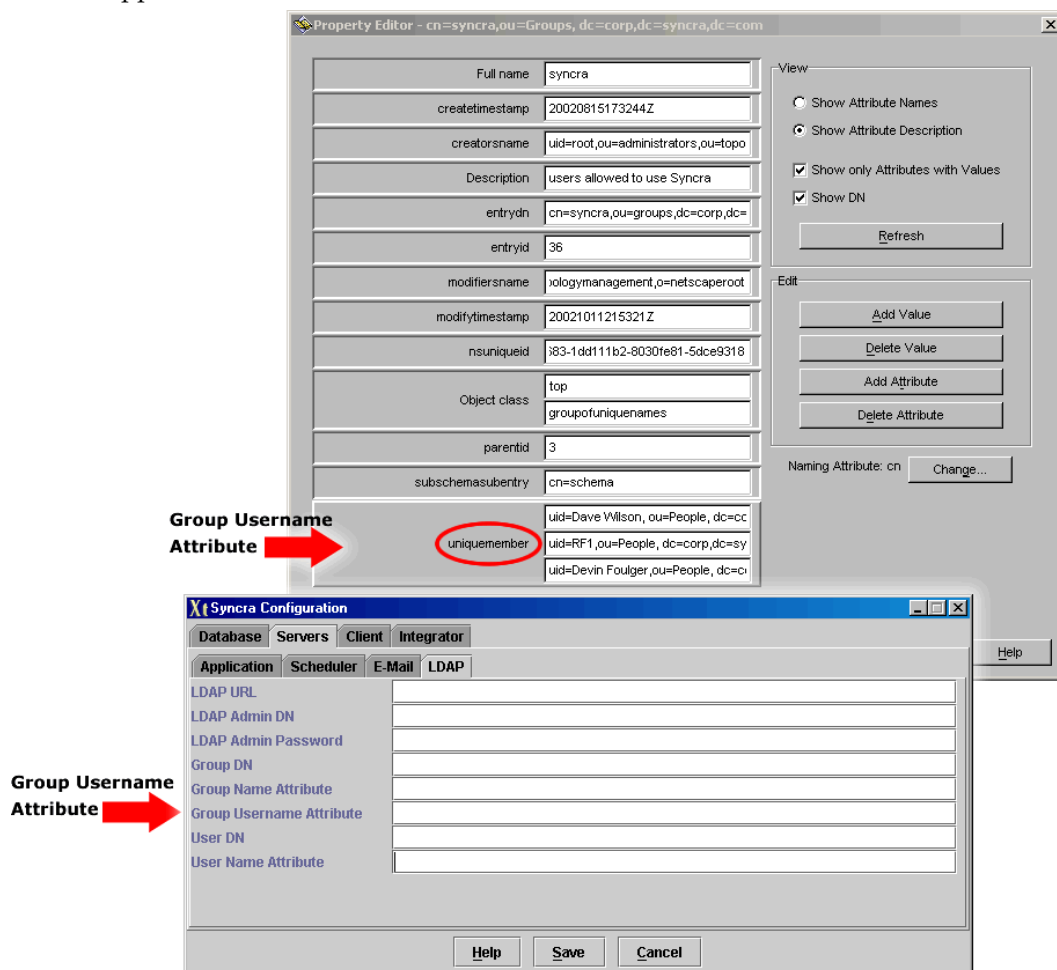 Property Editor - cn=syncra,ou=Groups, dc=corp,dc=syncra,dc=com
Full name syncra
createtimestamp 20020815173244Z
creatorsname uid=root,ou=administrators,ou=topo
Description users allowed to use Syncra
entrydn cn=syncra,ou=groups,dc=corp,dc=
entryid 36
modifiersname ologymanagement,o=netscaperoot
modifytimestamp 20021011215321Z
nsuniqueid 683-1dd111b2-8030fe81-5dce9318
Object class top
groupofuniquenames
parentid 3
subschemasubentry cn=schema
uniquemember uid=Dave Wilson, ou=People, dc=cc
uid=RF1,ou=People, dc=corp,dc=sy
uid=Devin Foulger,ou=People, dc=c
View
Show Attribute Names
Show Attribute Description
Show only Attributes with Values
Show DN
Refresh
Edit
Add Value
Delete Value
Add Attribute
Delete Attribute
Naming Attribute: cn Change...
Help
Group Username
Attribute
Syncra Configuration
Database Servers Client Integrator
Application Scheduler E-Mail LDAP
LDAP URL
LDAP Admin DN
LDAP Admin Password
Group DN
Group Name Attribute
Group Username Attribute
User DN
User Name Attribute
Group Username
Attribute
Help Save Cancel